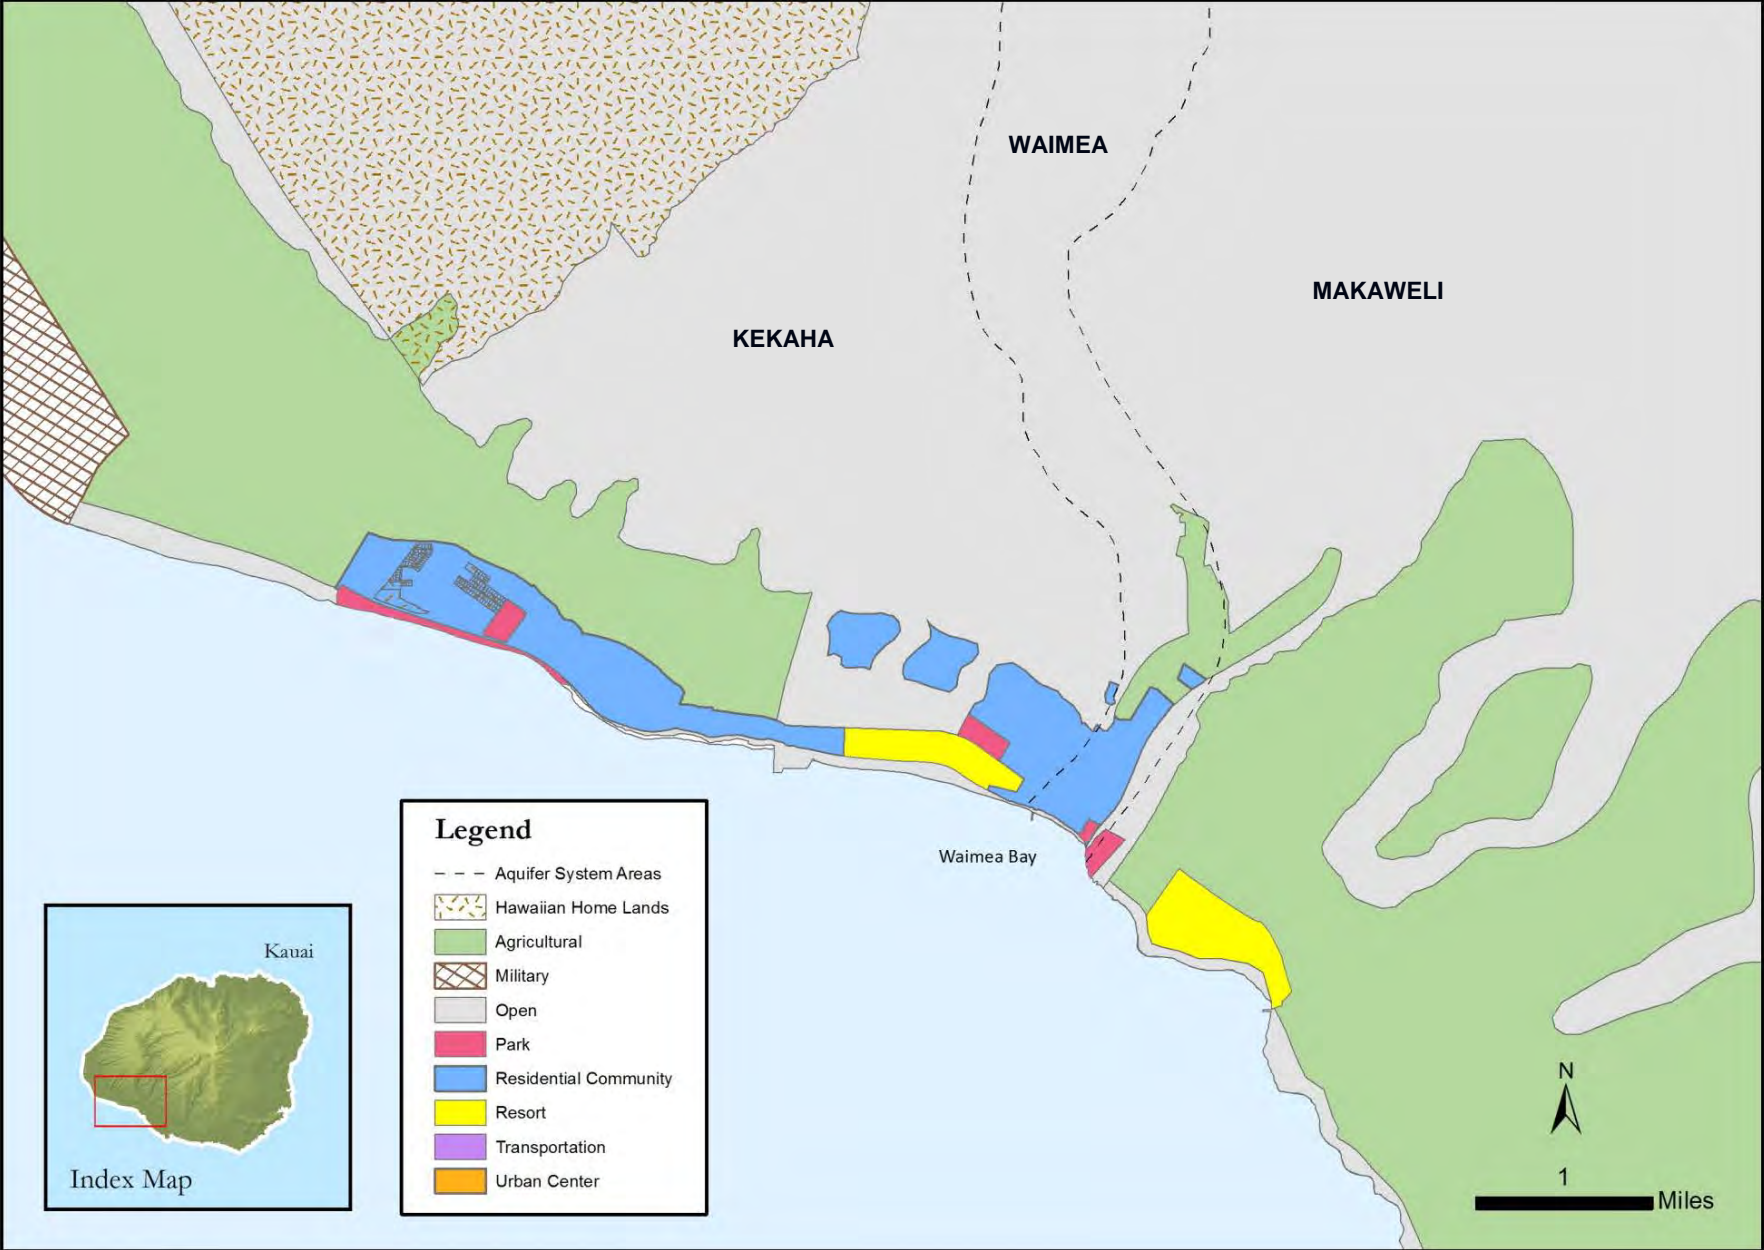 WAIMEA
MAKAWELI
KEKAHA
Waimea Bay
Legend
Aquifer System Areas
Hawaiian Home Lands
Agricultural
Military
Open
Park
Residential Community
Resort
Transportation
Urban Center
Kauai
Index Map
N
1
Miles